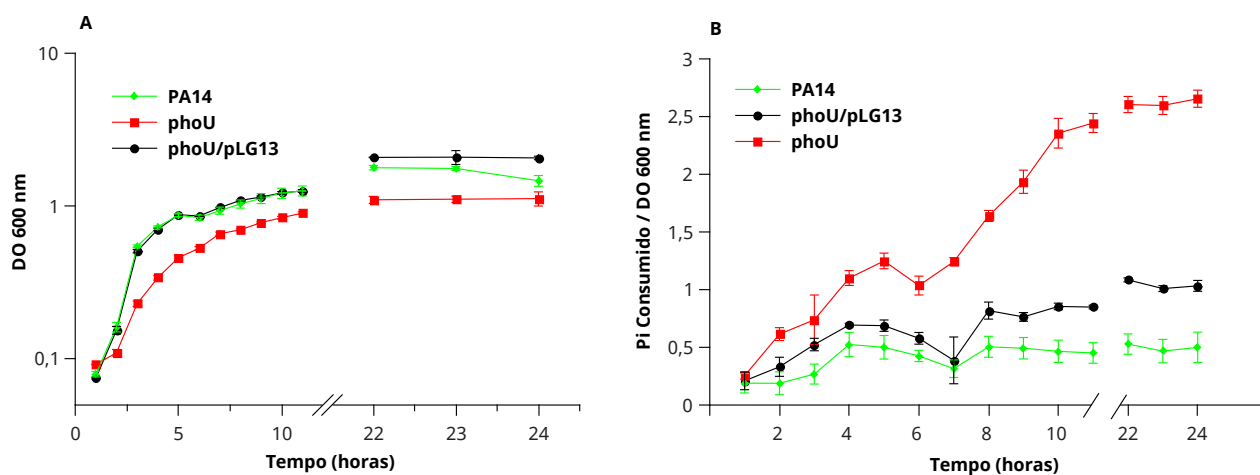 A
10
1
0,1
DO 600 nm
PA14
phoU
phoU/pLG13
0 5 10 22 23 24
Tempo (horas)
B
3
2,5
2
1,5
1
0,5
0
Pi Consumido / DO 600 nm
PA14
phoU/pLG13
phoU
2 4 6 8 10 22 24
Tempo (horas)